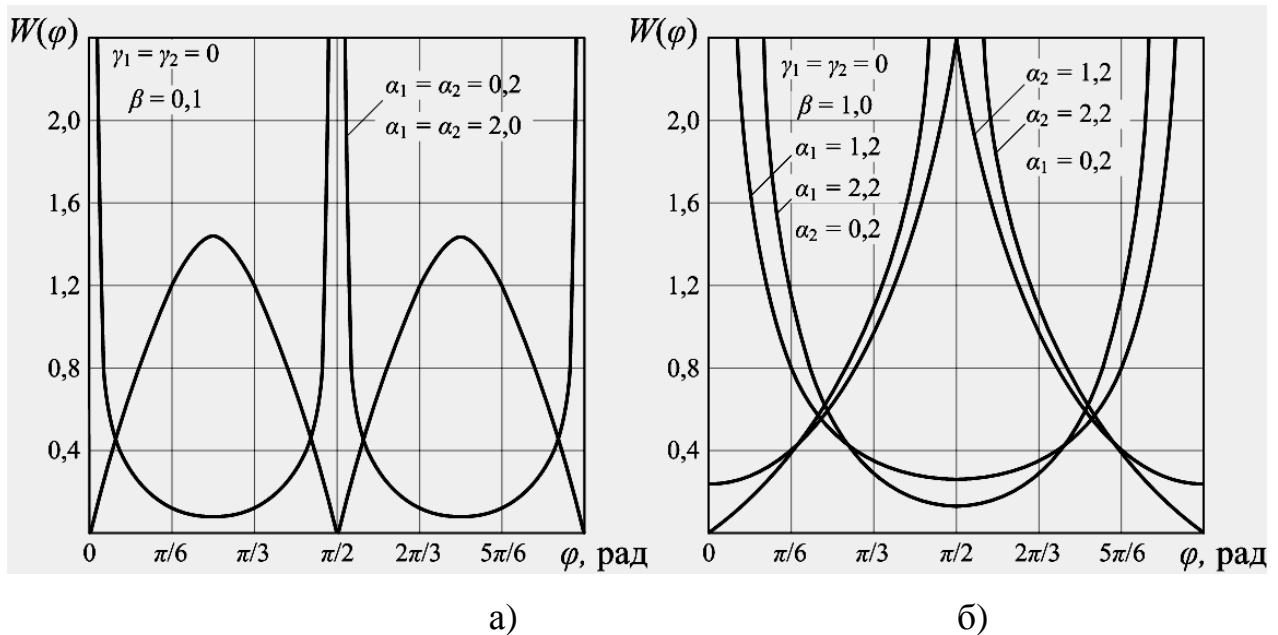 W(φ)
γ₁ = γ₂ = 0
β = 0,1
α₁ = α₂ = 0,2
α₁ = α₂ = 2,0
2,0
1,6
1,2
0,8
0,4
0 π/6 π/3 π/2 2π/3 5π/6 φ, рад
а)
W(φ)
γ₁ = γ₂ = 0
β = 1,0
α₁ = 1,2
α₁ = 2,2
α₂ = 0,2
α₂ = 1,2
α₂ = 2,2
α₁ = 0,2
2,0
1,6
1,2
0,8
0,4
0 π/6 π/3 π/2 2π/3 5π/6 φ, рад
б)